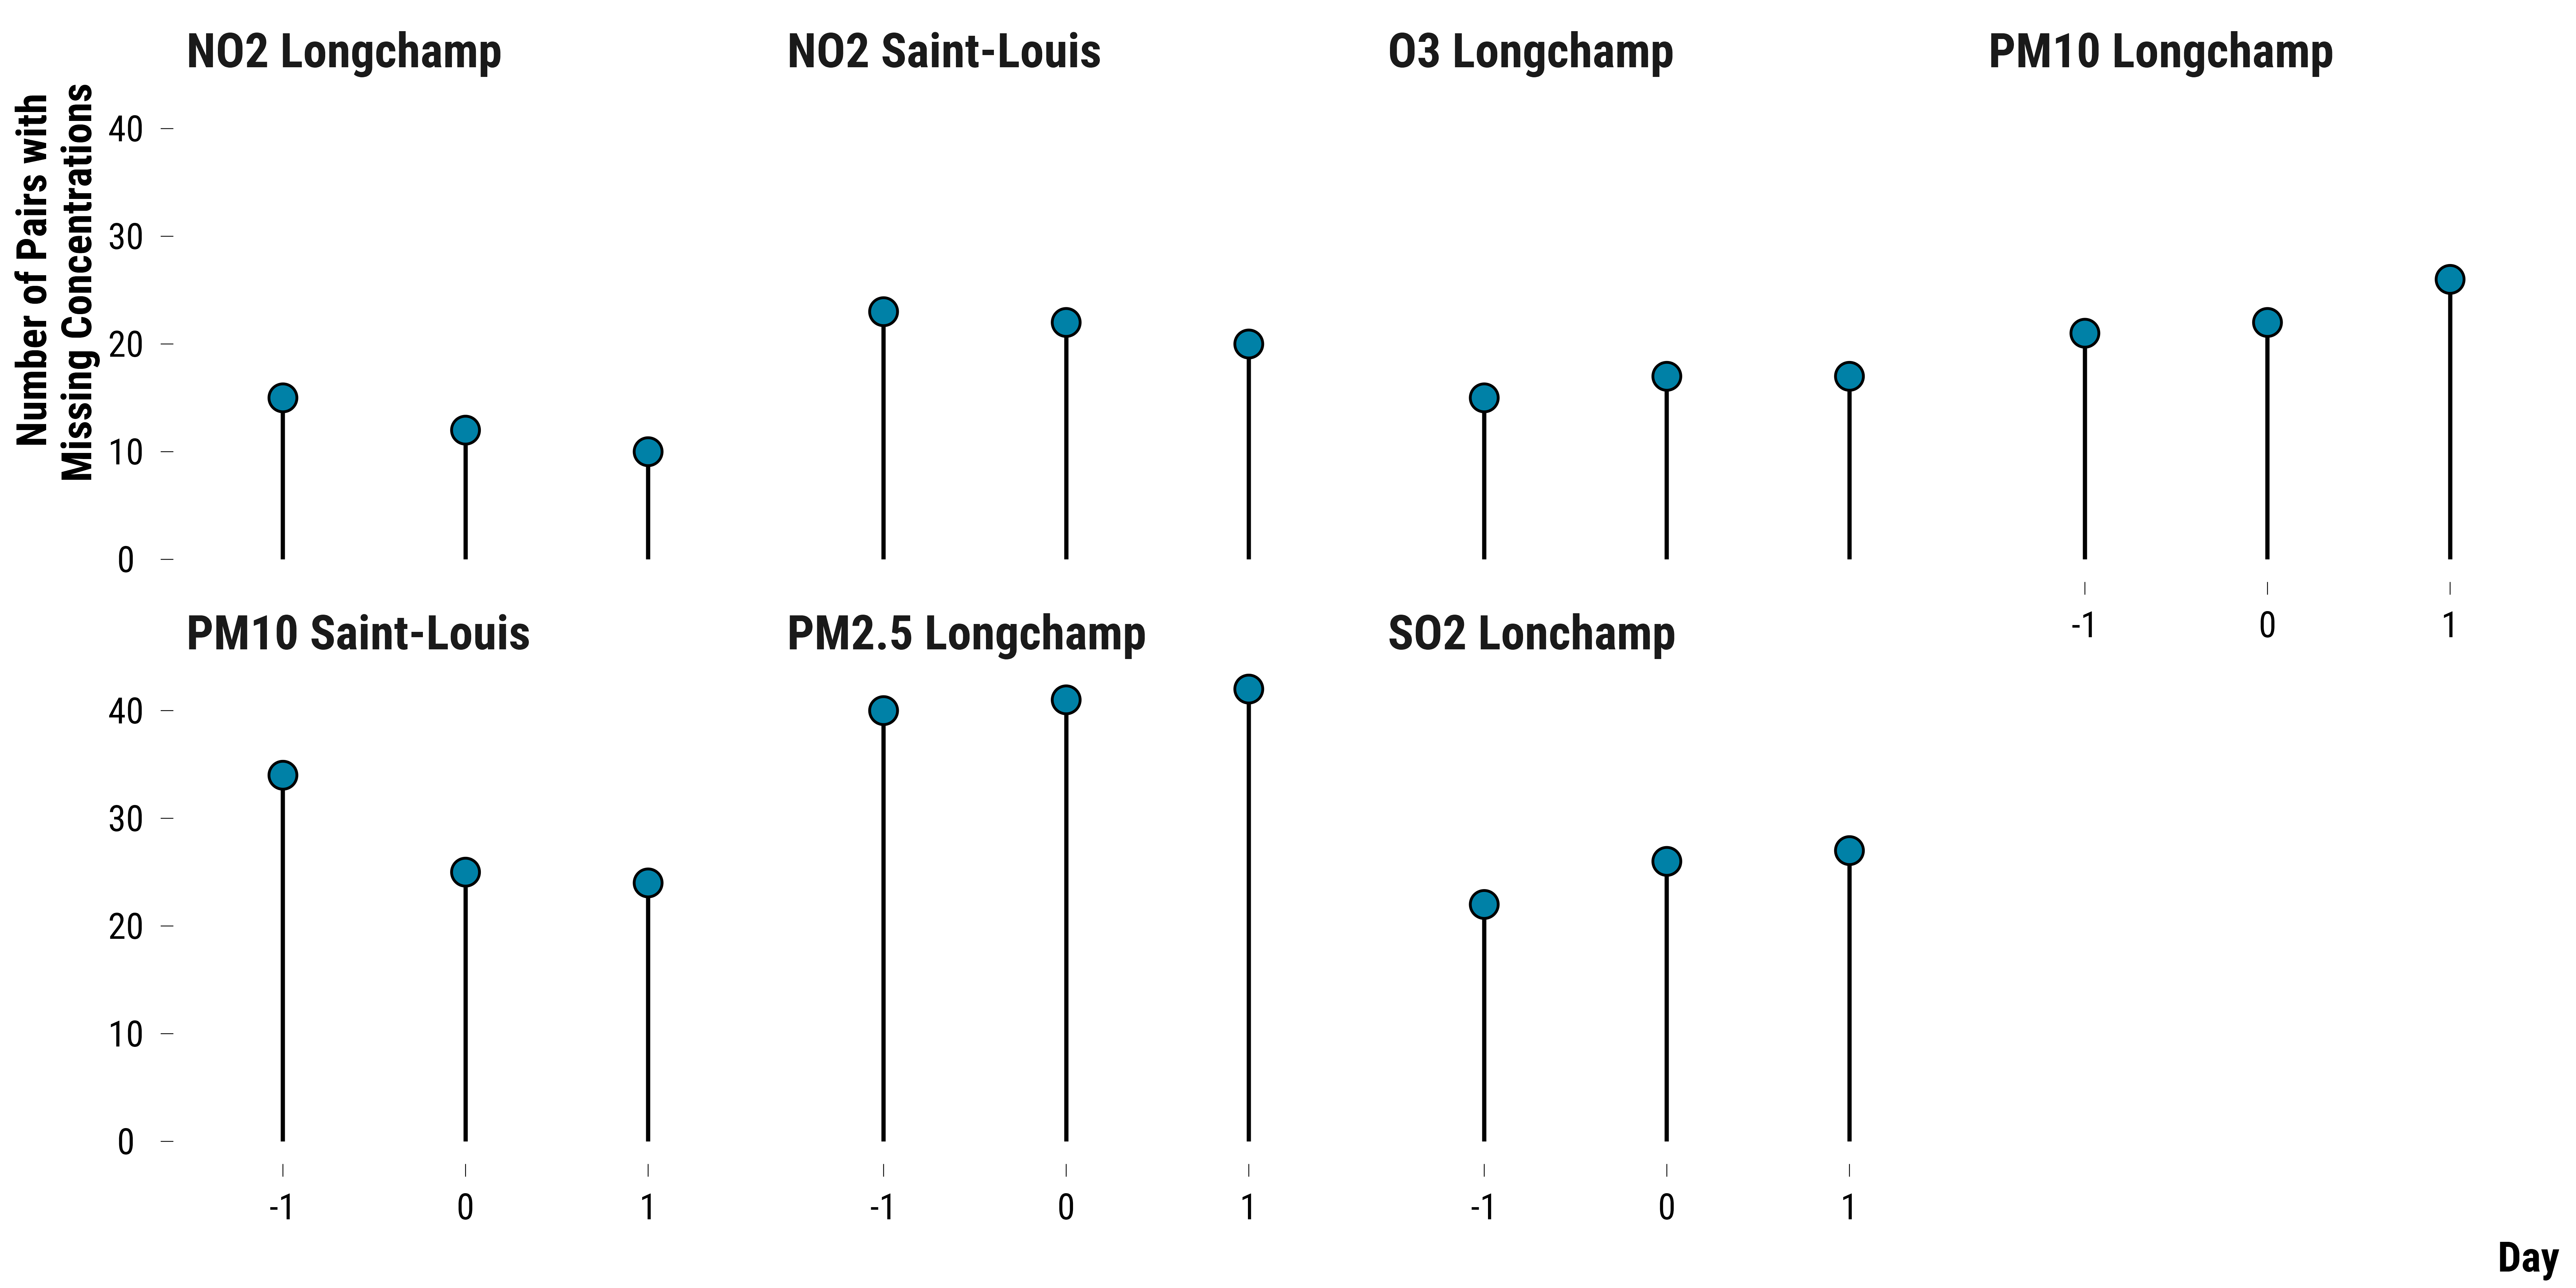 NO2 Longchamp
NO2 Saint-Louis
O3 Longchamp
PM10 Longchamp
Number of Pairs with
Missing Concentrations
40
30
20
10
0
-1
0
1
PM10 Saint-Louis
PM2.5 Longchamp
SO2 Lonchamp
40
30
20
10
0
-1
0
1
-1
0
1
-1
0
1
Day